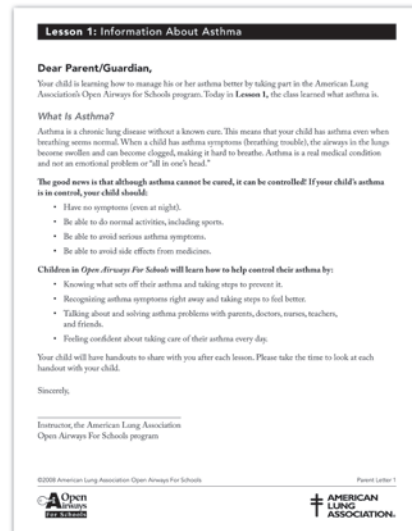 Lesson 1: Information About Asthma
Dear Parent/Guardian,
Your child is learning how to manage his or her asthma better by taking part in the American Lung
Association's Open Airways for Schools program. Today in Lesson 1, the class learned what asthma is.
What Is Asthma?
Asthma is a chronic lung disease without a known cure. This means that your child has asthma even when
breathing seems normal. When a child has asthma symptoms (breathing trouble), the airways in the lungs
become swollen and can become clogged, making it hard to breathe. Asthma is a real medical condition
and not an emotional problem or "all in one's head."
The good news is that although asthma cannot be cured, it can be controlled! If your child's asthma
is in control, your child should:
• Have no symptoms (even at night).
• Be able to do normal activities, including sports.
• Be able to avoid serious asthma symptoms.
• Be able to avoid side effects from medicines.
Children in Open Airways For Schools will learn how to help control their asthma by:
• Knowing what sets off their asthma and taking steps to prevent it.
• Recognizing asthma symptoms right away and taking steps to feel better.
• Talking about and solving asthma problems with parents, doctors, nurses, teachers,
and friends.
• Feeling confident about taking care of their asthma every day.
Your child will have handouts to share with you after each lesson. Please take the time to look at each
handout with your child.
Sincerely,
Instructor, the American Lung Association
Open Airways For Schools program
©2008 American Lung Association Open Airways For Schools
Parent Letter 1
Open
Airways
For Schools
AMERICAN
LUNG
ASSOCIATION®